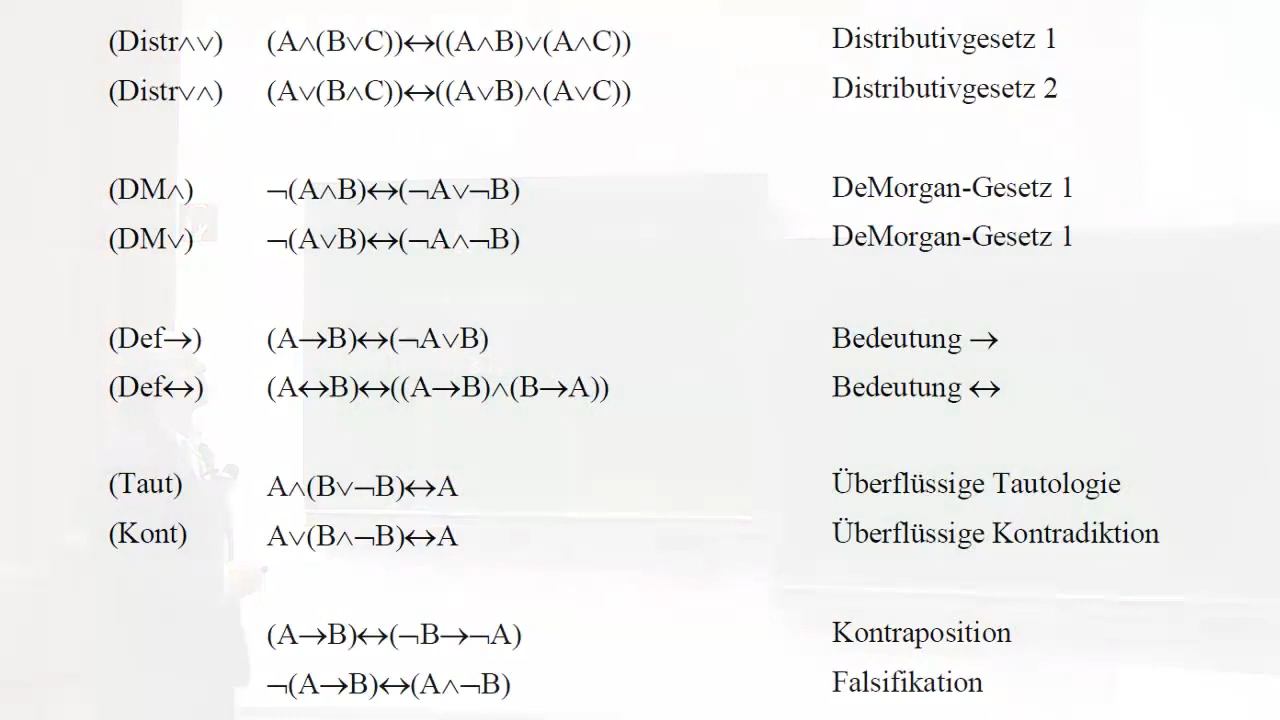 (Distr∧∨) (A∧(B∨C))↔((A∧B)∨(A∧C)) Distributivgesetz 1
(Distr∨∧) (A∨(B∧C))↔((A∨B)∧(A∨C)) Distributivgesetz 2
(DM∧) ¬(A∧B)↔(¬A∨¬B) DeMorgan-Gesetz 1
(DM∨) ¬(A∨B)↔(¬A∧¬B) DeMorgan-Gesetz 1
(Def→) (A→B)↔(¬A∨B) Bedeutung →
(Def↔) (A↔B)↔((A→B)∧(B→A)) Bedeutung ↔
(Taut) A∧(B∨¬B)↔A Überflüssige Tautologie
(Kont) A∨(B∧¬B)↔A Überflüssige Kontradiktion
(A→B)↔(¬B→¬A) Kontraposition
¬(A→B)↔(A∧¬B) Falsifikation